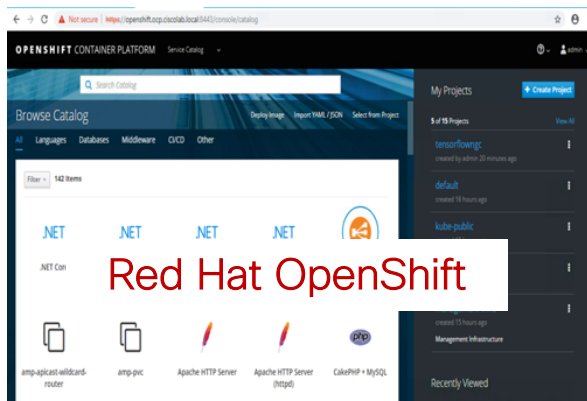 Not secure | https://openshift.ocp.ciscolab.local:8443/console/catalog
OPENSHIFT CONTAINER PLATFORM Service Catalog
admin
Search Catalog
My Projects
+ Create Project
Browse Catalog
Deploy Image Import YAML / JSON Select from Project
5 of 15 Projects View All
All Languages Databases Middleware CI/CD Other
tensorflowngc
created by admin 20 minutes ago
Filter 142 Items
default
created 16 hours ago
.NET .NET .NET .NET
kube-public
.NET Con
Red Hat OpenShift
created 15 hours ago
Management Infrastructure
php
amp-apicast-wildcard-router
amp-pvc
Apache HTTP Server
Apache HTTP Server (httpd)
CakePHP + MySQL
Recently Viewed